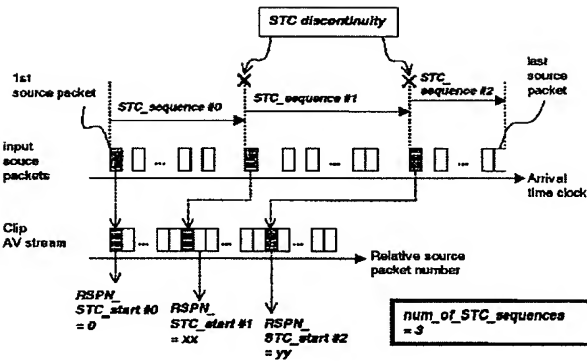 STC discontinuity
1st
source packet
STC_sequence #0
STC_sequence #1
STC_
sequence #2
last
source
packet
input
souce
packets
...
...
...
Arrival
time clock
Clip
AV stream
...
...
...
Relative source
packet number
RSPN_
STC_start #0
= 0
RSPN_
STC_start #1
= xx
RSPN_
STC_start #2
= yy
num_of_STC_sequences
= 3